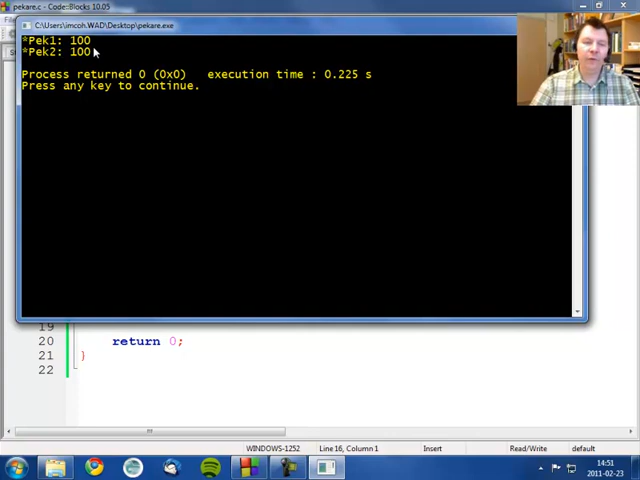 pekare.c - Code::Blocks 10.05
C:\Users\imcoh.WAD\Desktop\pekare.exe
*Pek1: 100
*Pek2: 100
Process returned 0 (0x0)   execution time : 0.225 s
Press any key to continue.
19
20 return 0;
21 }
22
WINDOWS-1252 Line 16, Column 1 Insert Read/Write default
14:51
2011-02-23